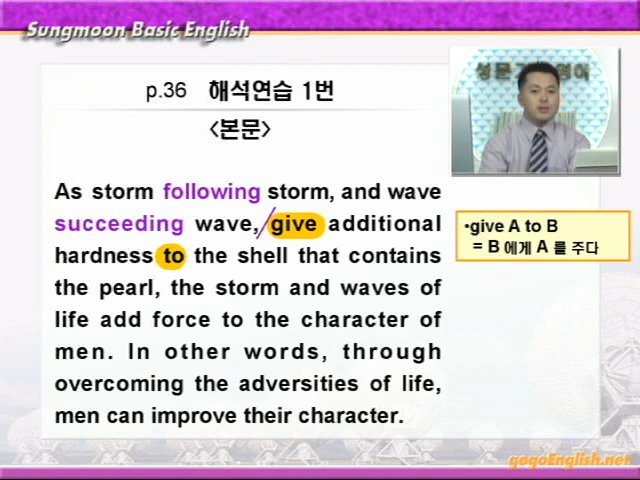 Sungmoon Basic English
p.36 해석연습 1번
<본문>
As storm following storm, and wave
succeeding wave, give additional
hardness to the shell that contains
the pearl, the storm and waves of
life add force to the character of
men. In other words, through
overcoming the adversities of life,
men can improve their character.
•give A to B
= B 에게 A 를 주다
gogoEnglish.net